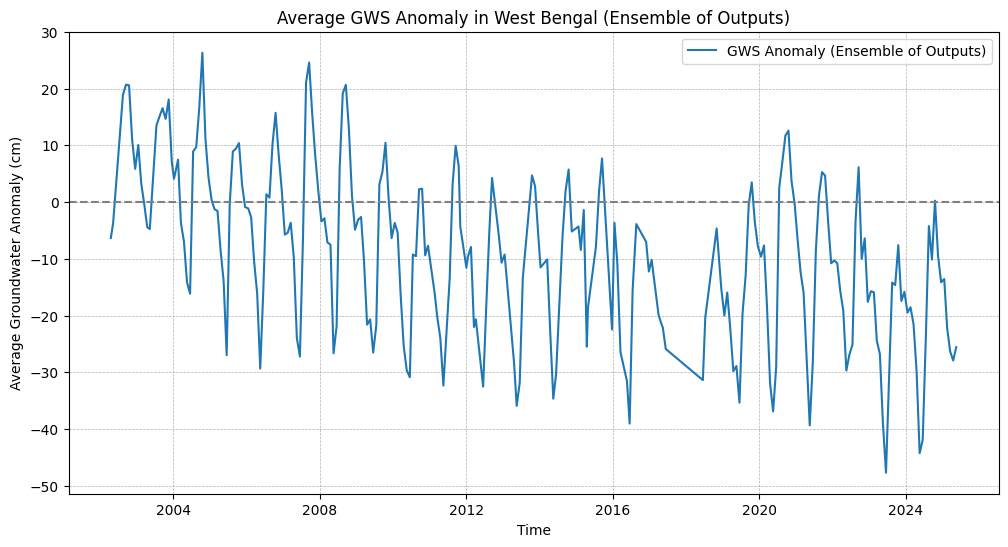 Average GWS Anomaly in West Bengal (Ensemble of Outputs)
GWS Anomaly (Ensemble of Outputs)
Average Groundwater Anomaly (cm)
30
20
10
0
−10
−20
−30
−40
−50
2004 2008 2012 2016 2020 2024
Time